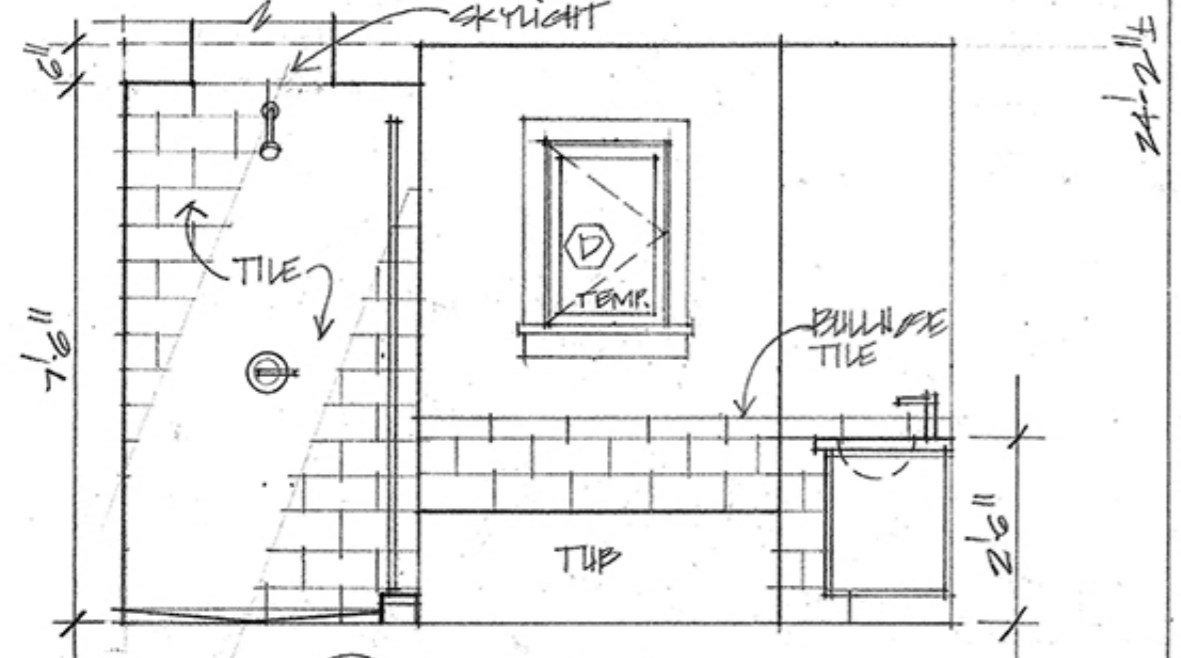 SKYLIGHT
6"
24'-2"±
TILE
D
TEMP.
7'-6"
BULLNOSE
TILE
2'-6"
TUB